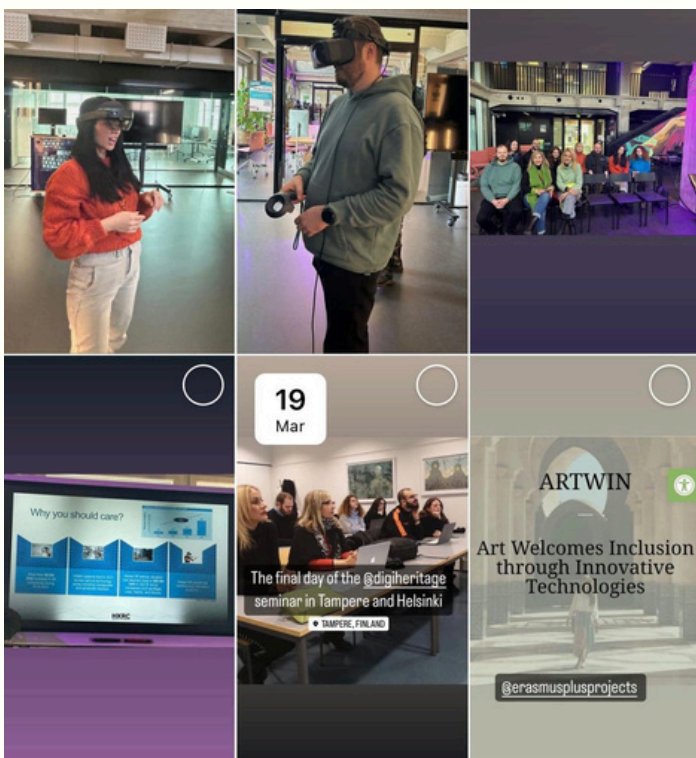 Why you should care?
HXRC
19
Mar
The final day of the @digiheritage
seminar in Tampere and Helsinki
TAMPERE, FINLAND
ARTWIN
Art Welcomes Inclusion
through Innovative
Technologies
@erasmusplusprojects